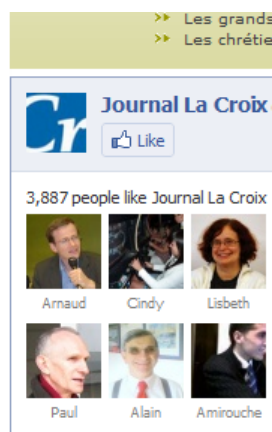 Les grands
Les chrétie
Cr
Journal La Croix
Like
3,887 people like Journal La Croix
Arnaud Cindy Lisbeth
Paul Alain Amirouche